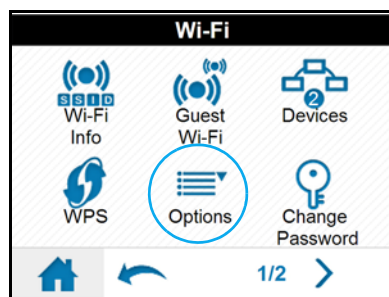 Wi-Fi
SSID
Wi-Fi
Info
Guest
Wi-Fi
2
Devices
WPS
Options
Change
Password
1/2